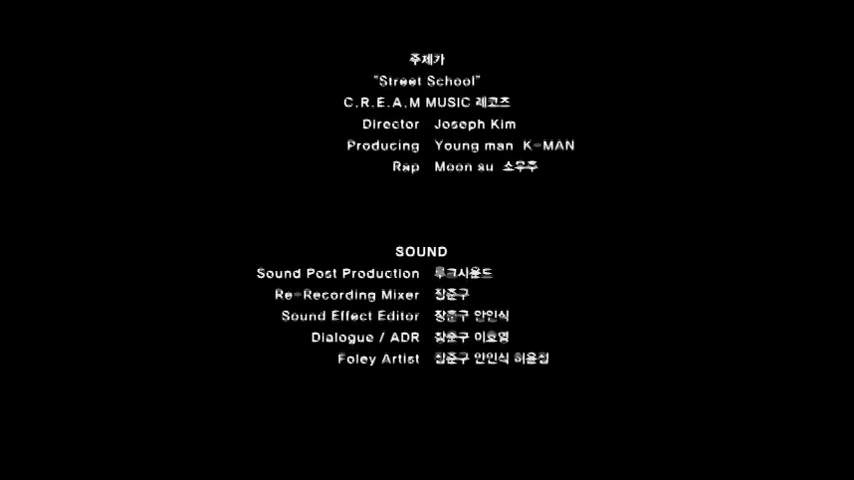 주제가
"Street School"
C.R.E.A.M MUSIC 레코즈
Director Joseph Kim
Producing Young man K-MAN
Rap Moon su 소우주
SOUND
Sound Post Production 루크사운드
Re-Recording Mixer 장준구
Sound Effect Editor 장준구 안인식
Dialogue / ADR 장준구 이호영
Foley Artist 장준구 안인식